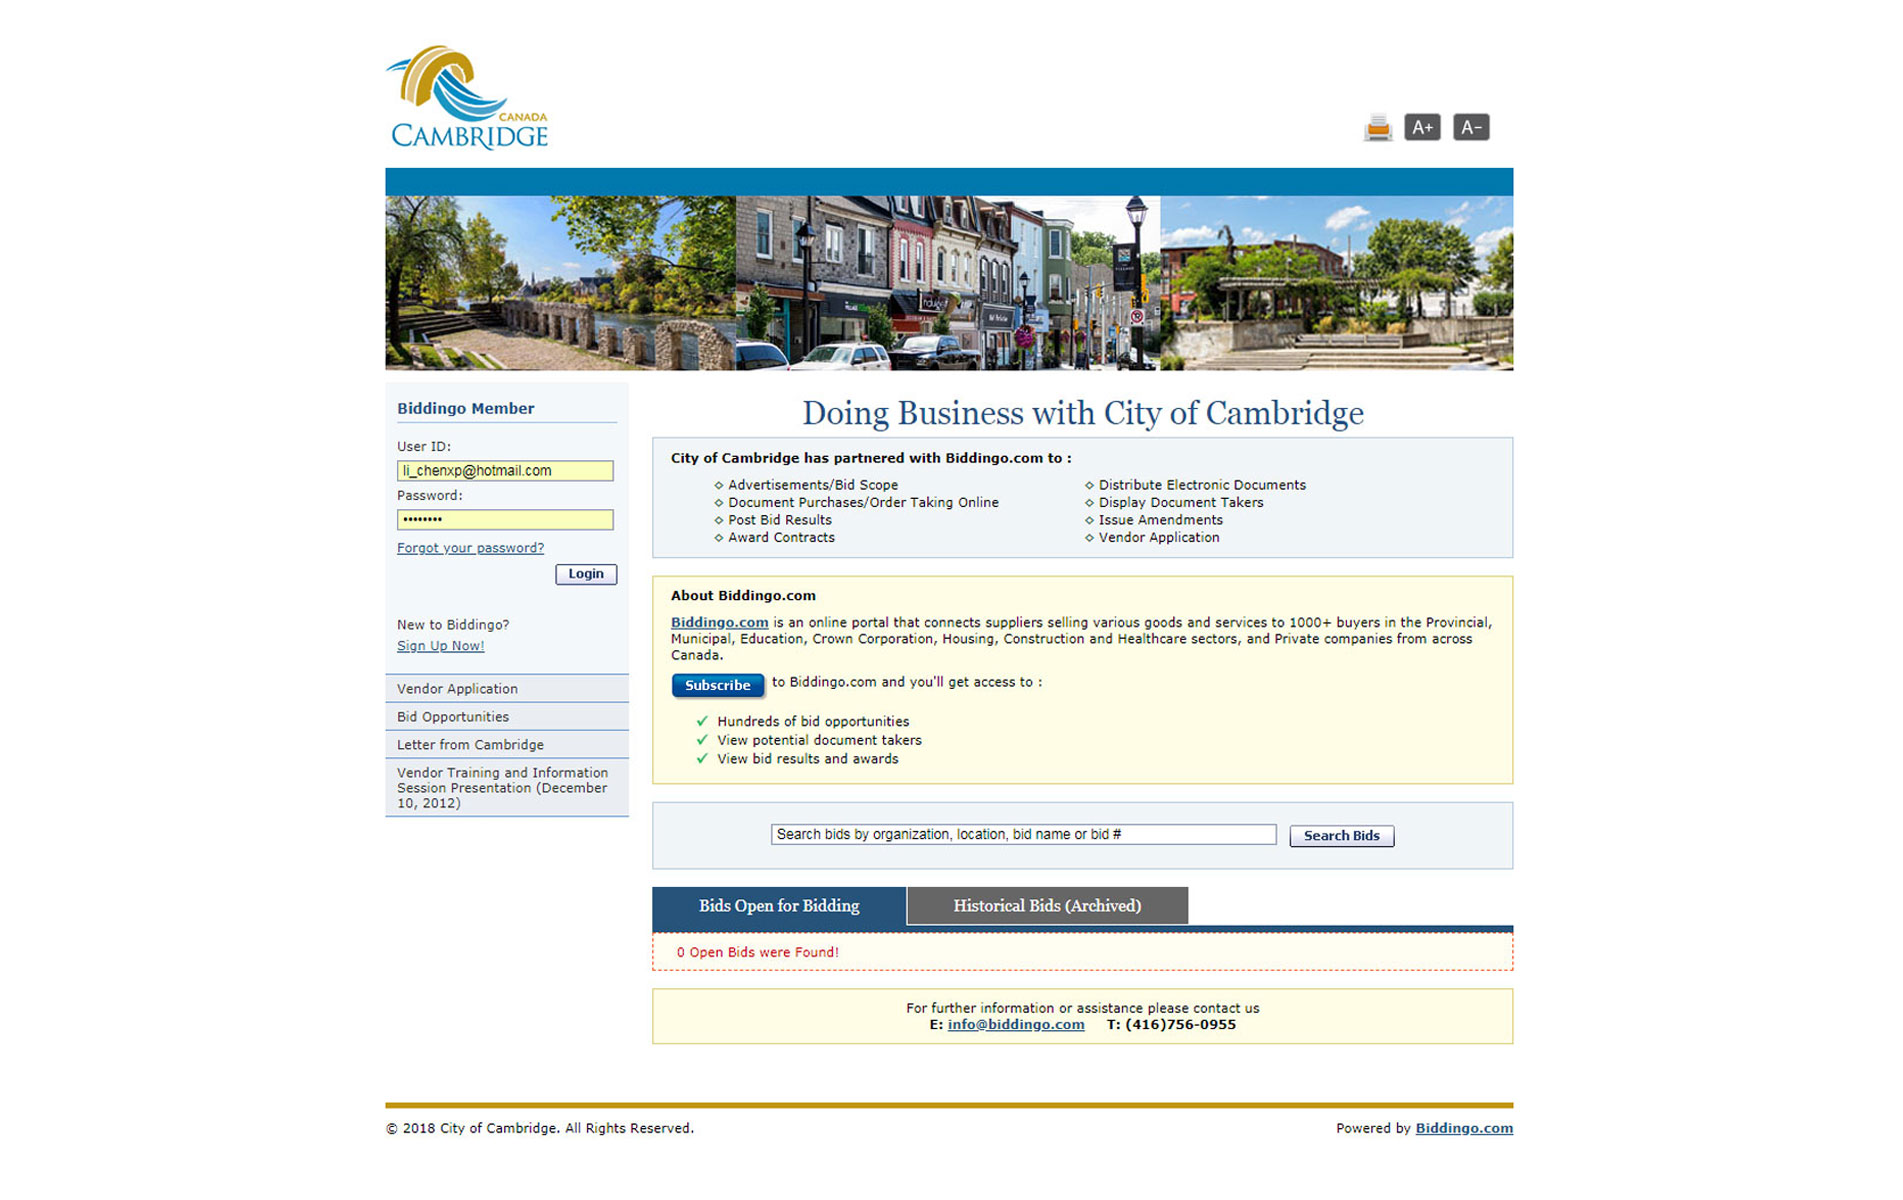 CANADA
CAMBRIDGE
A+ A-
Biddingo Member
User ID:
li_chenxp@hotmail.com
Password:
••••••••
Forgot your password?
Login
New to Biddingo?
Sign Up Now!
Vendor Application
Bid Opportunities
Letter from Cambridge
Vendor Training and Information
Session Presentation (December
10, 2012)
Doing Business with City of Cambridge
City of Cambridge has partnered with Biddingo.com to :
Advertisements/Bid Scope
Document Purchases/Order Taking Online
Post Bid Results
Award Contracts
Distribute Electronic Documents
Display Document Takers
Issue Amendments
Vendor Application
About Biddingo.com
Biddingo.com is an online portal that connects suppliers selling various goods and services to 1000+ buyers in the Provincial,
Municipal, Education, Crown Corporation, Housing, Construction and Healthcare sectors, and Private companies from across
Canada.
Subscribe to Biddingo.com and you'll get access to :
Hundreds of bid opportunities
View potential document takers
View bid results and awards
Search bids by organization, location, bid name or bid # Search Bids
Bids Open for Bidding Historical Bids (Archived)
0 Open Bids were Found!
For further information or assistance please contact us
E: info@biddingo.com T: (416)756-0955
© 2018 City of Cambridge. All Rights Reserved. Powered by Biddingo.com